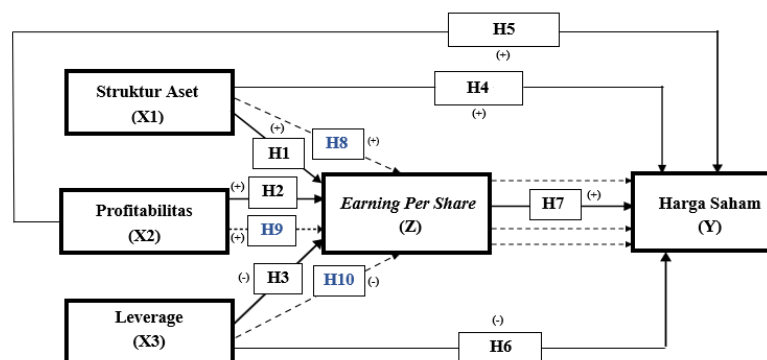 H5
(+)
Struktur Aset
(X1)
H4
(+)
(+)
H8
(+)
H1
(+)
H2
Profitabilitas
(X2)
(+)
H9
Earning Per Share
(Z)
H7
(+)
Harga Saham
(Y)
(-)
H3
H10
(-)
Leverage
(X3)
(-)
H6